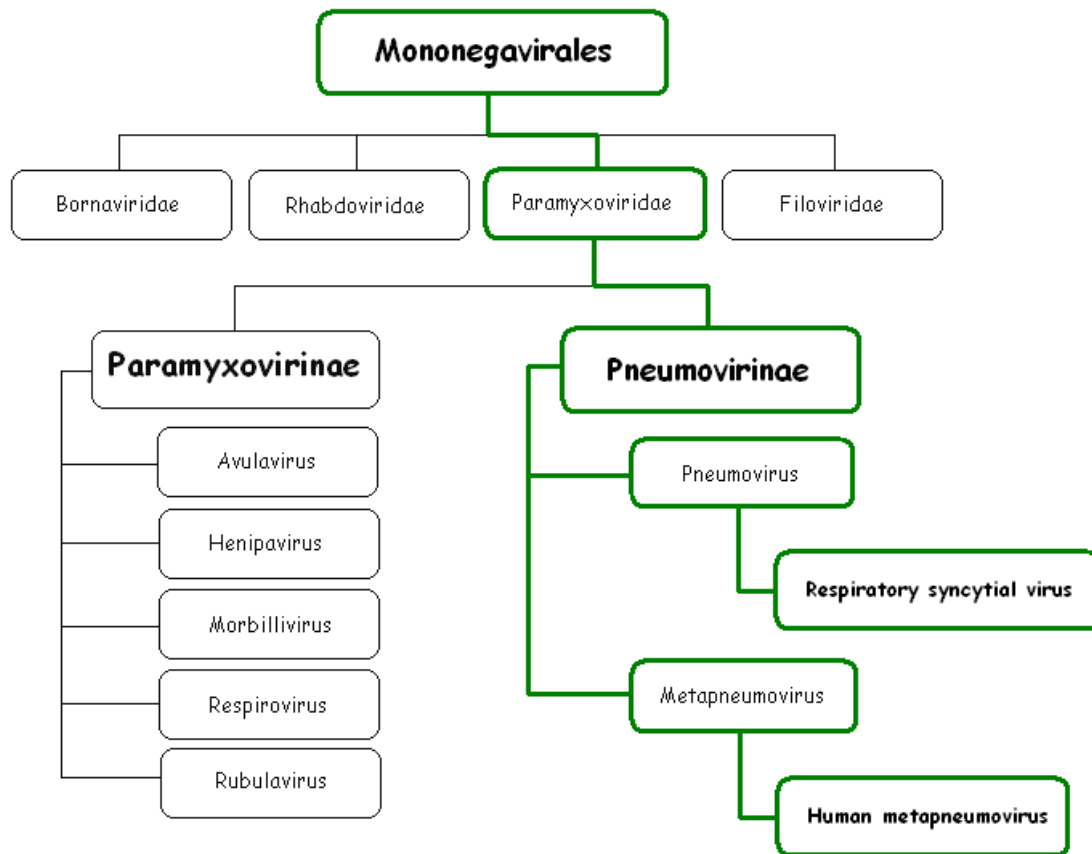 Mononegavirales
Bornaviridae
Rhabdoviridae
Paramyxoviridae
Filoviridae
Paramyxovirinae
Pneumovirinae
Avulavirus
Pneumovirus
Henipavirus
Respiratory syncytial virus
Morbillivirus
Metapneumovirus
Respirovirus
Rubulavirus
Human metapneumovirus